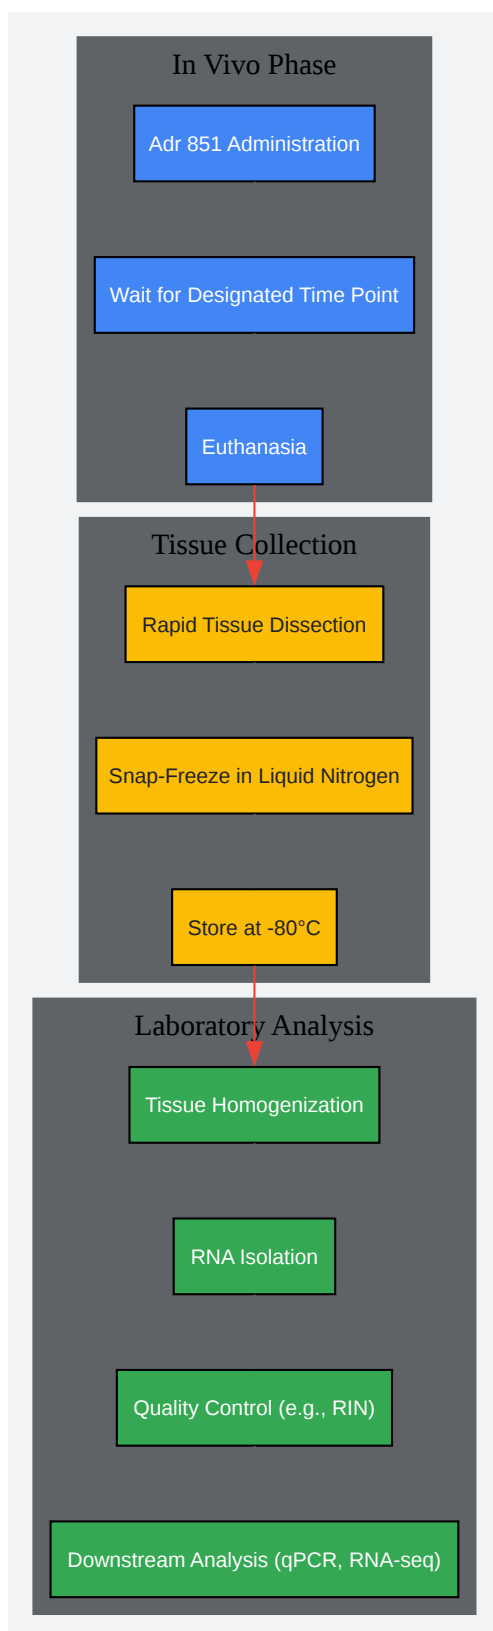 In Vivo Phase
Adr 851 Administration
Wait for Designated Time Point
Euthanasia
Tissue Collection
Rapid Tissue Dissection
Snap-Freeze in Liquid Nitrogen
Store at -80°C
Laboratory Analysis
Tissue Homogenization
RNA Isolation
Quality Control (e.g., RIN)
Downstream Analysis (qPCR, RNA-seq)